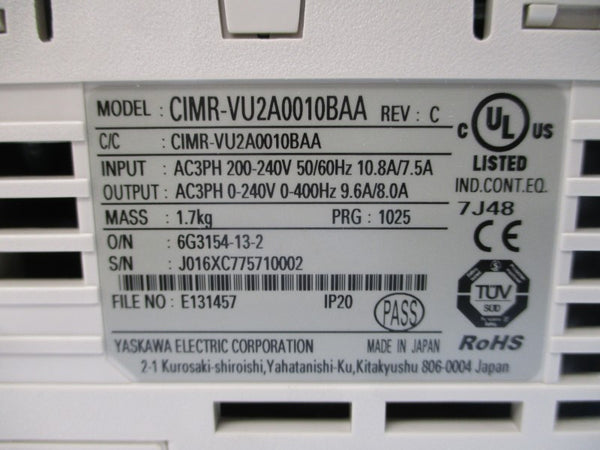 MODEL : CIMR-VU2A0010BAA REV : C
C/C : CIMR-VU2A0010BAA
INPUT : AC3PH 200-240V 50/60Hz 10.8A/7.5A
OUTPUT : AC3PH 0-240V 0-400Hz 9.6A/8.0A
MASS : 1.7kg PRG : 1025
O/N : 6G3154-13-2
S/N : J016XC775710002
FILE NO : E131457 IP20 PASS
YASKAWA ELECTRIC CORPORATION MADE IN JAPAN
2-1 Kurosaki-shiroishi,Yahatanishi-Ku,Kitakyushu 806-0004 Japan
C UL US
LISTED
IND.CONT.EQ.
7J48
CE
TÜV
SÜD
RoHS